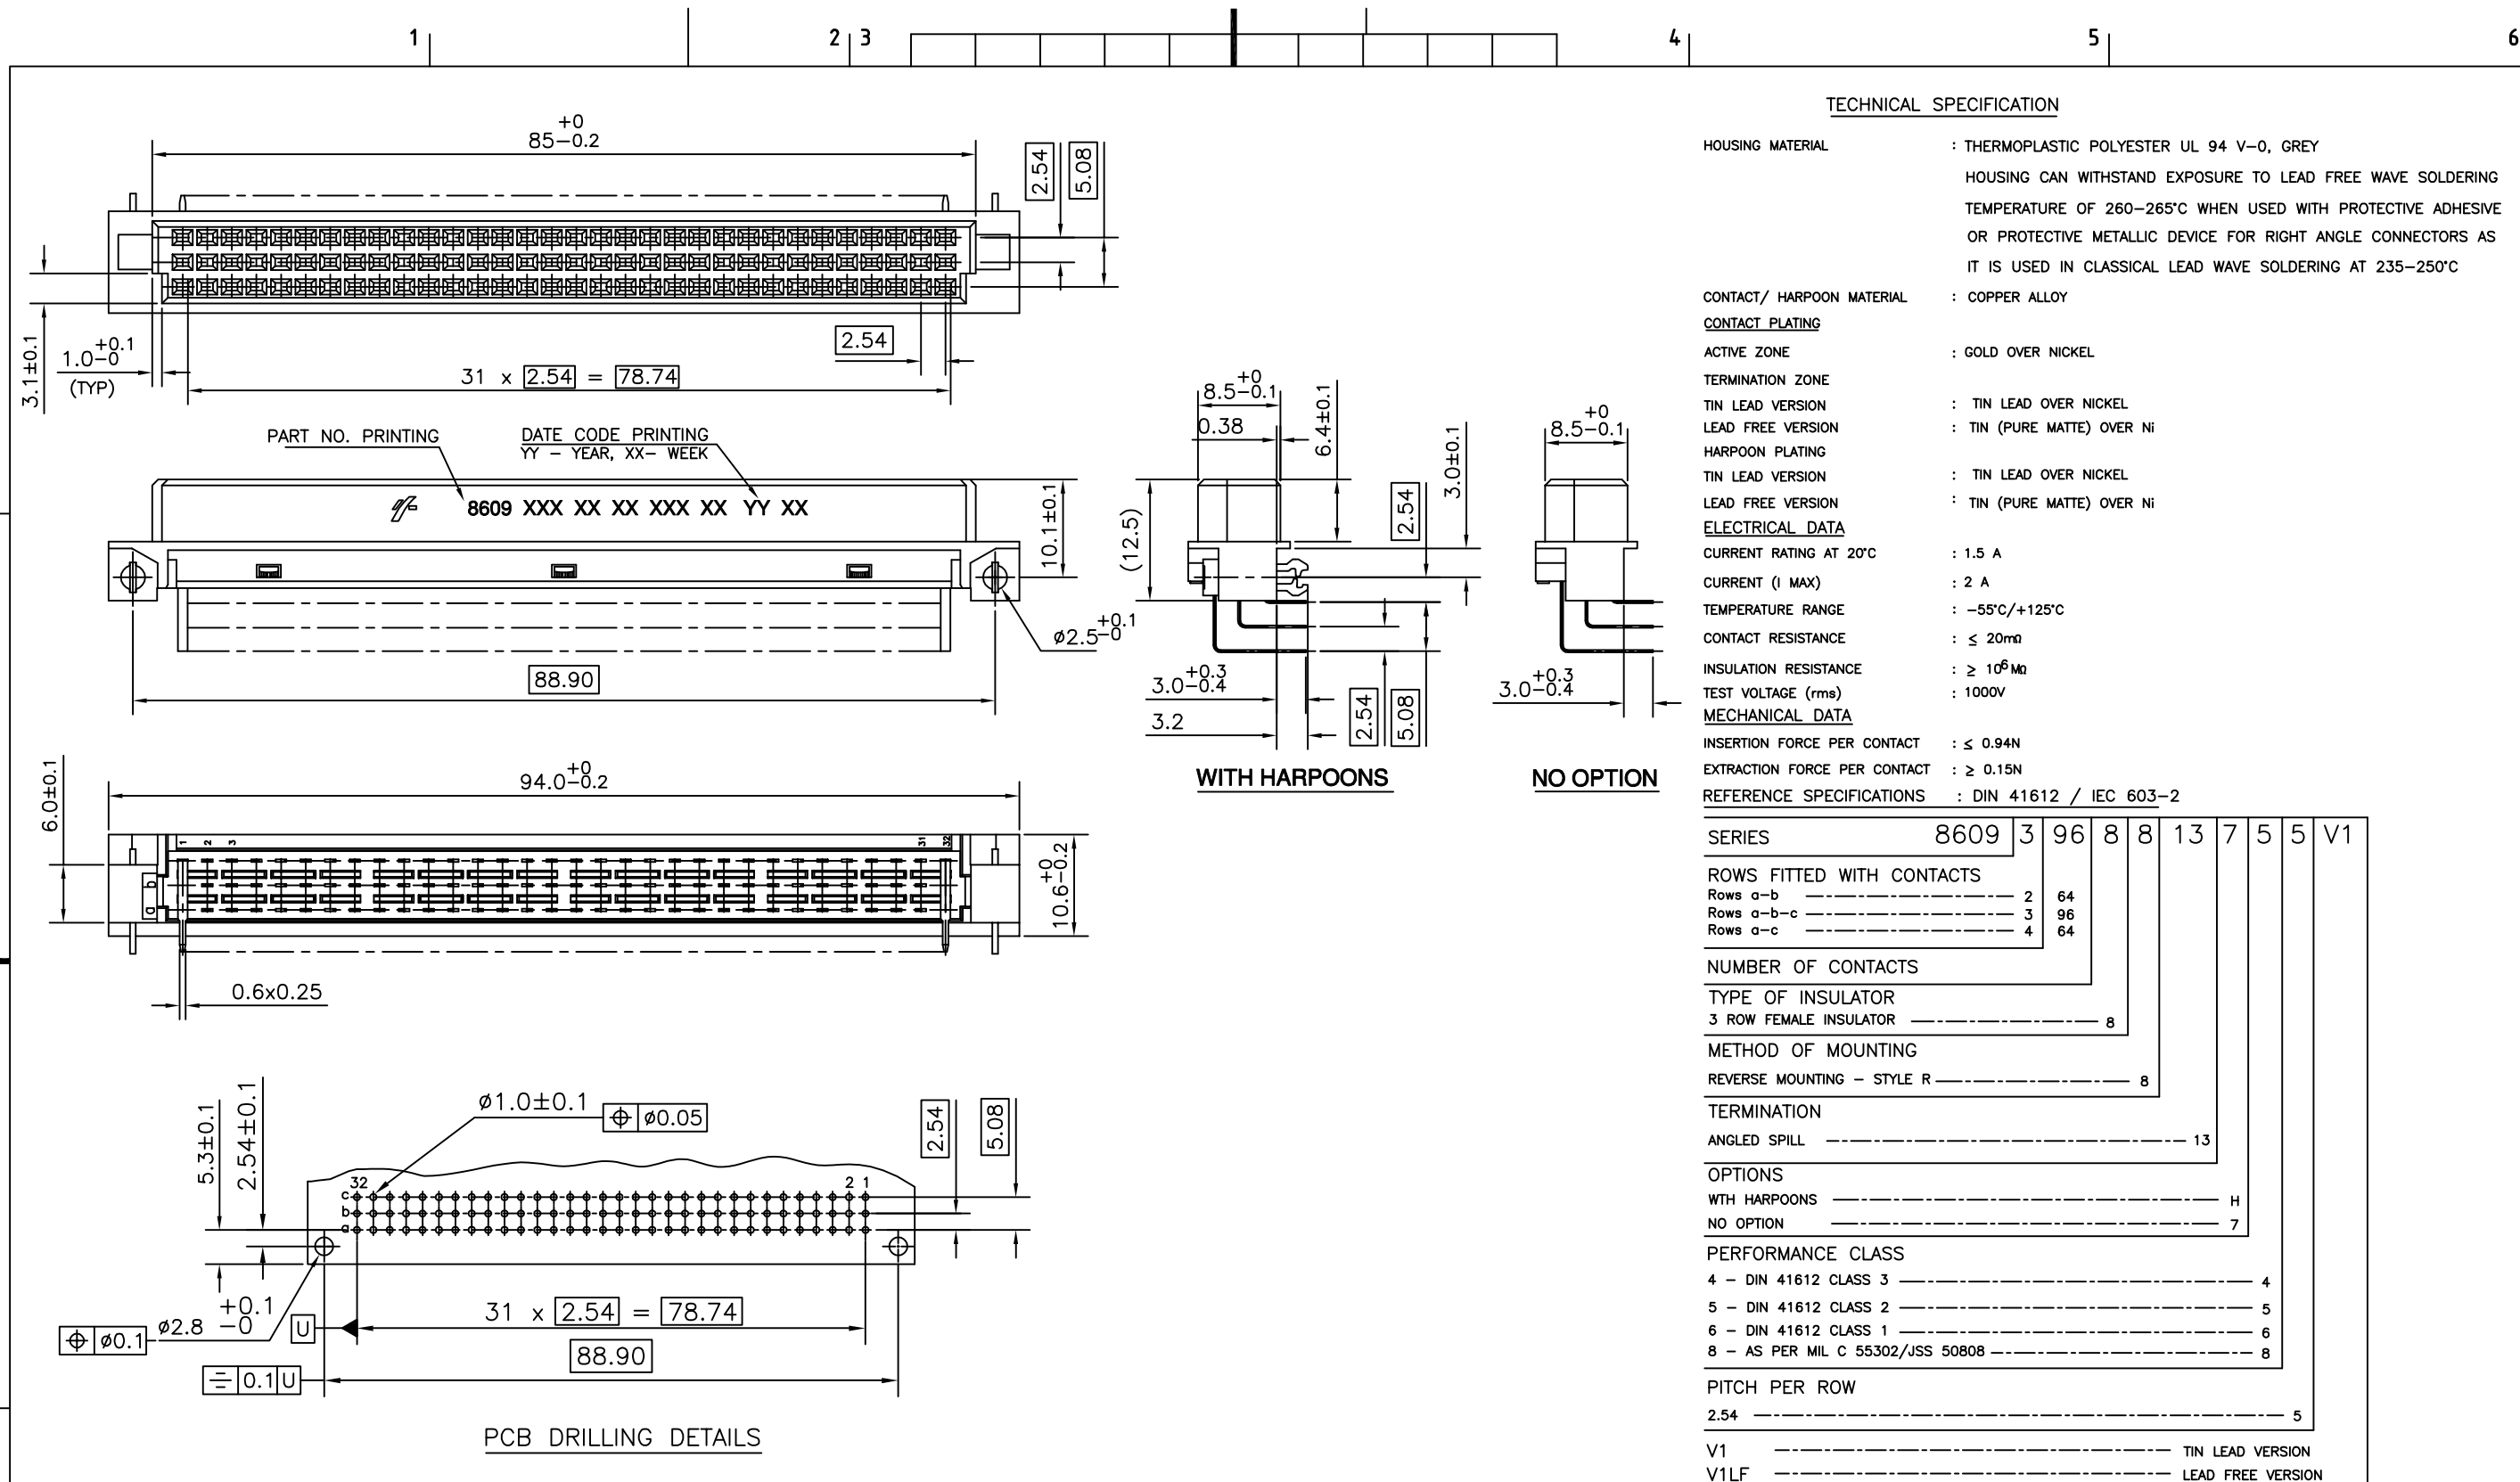 1
2
3
4
5
6
+0
85-0.2
2.54
5.08
3.1±0.1
+0.1
1.0-0
(TYP)
2.54
31 x 2.54 = 78.74
PART NO. PRINTING
DATE CODE PRINTING
YY - YEAR, XX- WEEK
8609 XXX XX XX XXX XX YY XX
10.1±0.1
+0.1
ø2.5-0
88.90
+0
8.5-0.1
0.38
6.4±0.1
3.0±0.1
2.54
(12.5)
+0.3
3.0-0.4
3.2
2.54
5.08
WITH HARPOONS
+0
8.5-0.1
+0.3
3.0-0.4
NO OPTION
6.0±0.1
+0
94.0-0.2
1 2 3 31 32
b
a
+0
10.6-0.2
0.6x0.25
5.3±0.1
2.54±0.1
ø1.0±0.1
⌖ ø0.05
2.54
5.08
32 2 1
c
b
a
+0.1
ø2.8 -0
⌖ ø0.1
U
31 x 2.54 = 78.74
88.90
⌯ 0.1 U
PCB DRILLING DETAILS
TECHNICAL SPECIFICATION
HOUSING MATERIAL : THERMOPLASTIC POLYESTER UL 94 V-0, GREY
HOUSING CAN WITHSTAND EXPOSURE TO LEAD FREE WAVE SOLDERING
TEMPERATURE OF 260-265°C WHEN USED WITH PROTECTIVE ADHESIVE
OR PROTECTIVE METALLIC DEVICE FOR RIGHT ANGLE CONNECTORS AS
IT IS USED IN CLASSICAL LEAD WAVE SOLDERING AT 235-250°C
CONTACT/ HARPOON MATERIAL : COPPER ALLOY
CONTACT PLATING
ACTIVE ZONE : GOLD OVER NICKEL
TERMINATION ZONE
TIN LEAD VERSION : TIN LEAD OVER NICKEL
LEAD FREE VERSION : TIN (PURE MATTE) OVER Ni
HARPOON PLATING
TIN LEAD VERSION : TIN LEAD OVER NICKEL
LEAD FREE VERSION : TIN (PURE MATTE) OVER Ni
ELECTRICAL DATA
CURRENT RATING AT 20°C : 1.5 A
CURRENT (I MAX) : 2 A
TEMPERATURE RANGE : -55°C/+125°C
CONTACT RESISTANCE : ≤ 20mΩ
INSULATION RESISTANCE : ≥ 10⁶ MΩ
TEST VOLTAGE (rms) : 1000V
MECHANICAL DATA
INSERTION FORCE PER CONTACT : ≤ 0.94N
EXTRACTION FORCE PER CONTACT : ≥ 0.15N
REFERENCE SPECIFICATIONS : DIN 41612 / IEC 603-2
SERIES 8609 3 96 8 8 13 7 5 5 V1
ROWS FITTED WITH CONTACTS
Rows a-b 2 64
Rows a-b-c 3 96
Rows a-c 4 64
NUMBER OF CONTACTS
TYPE OF INSULATOR
3 ROW FEMALE INSULATOR 8
METHOD OF MOUNTING
REVERSE MOUNTING - STYLE R 8
TERMINATION
ANGLED SPILL 13
OPTIONS
WTH HARPOONS H
NO OPTION 7
PERFORMANCE CLASS
4 - DIN 41612 CLASS 3 4
5 - DIN 41612 CLASS 2 5
6 - DIN 41612 CLASS 1 6
8 - AS PER MIL C 55302/JSS 50808 8
PITCH PER ROW
2.54 5
V1 TIN LEAD VERSION
V1LF LEAD FREE VERSION